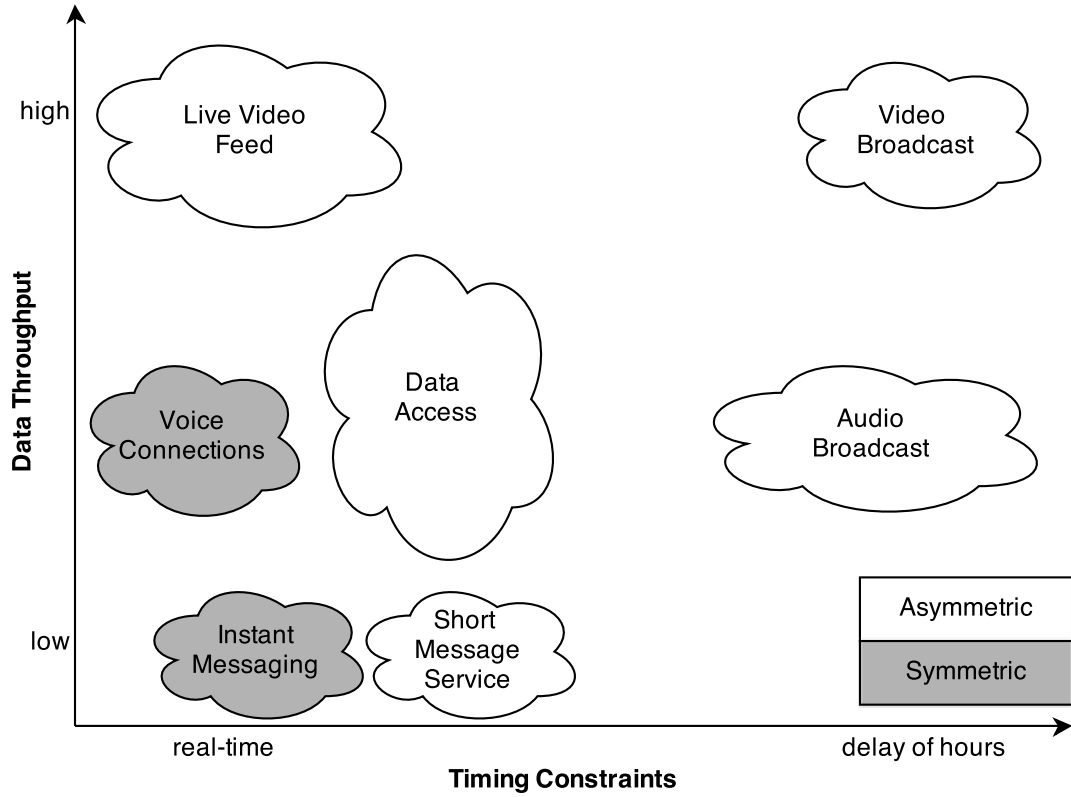 high
Live Video
Feed
Video
Broadcast
Data Throughput
Data
Access
Voice
Connections
Audio
Broadcast
low
Instant
Messaging
Short
Message
Service
Asymmetric
Symmetric
real-time
delay of hours
Timing Constraints